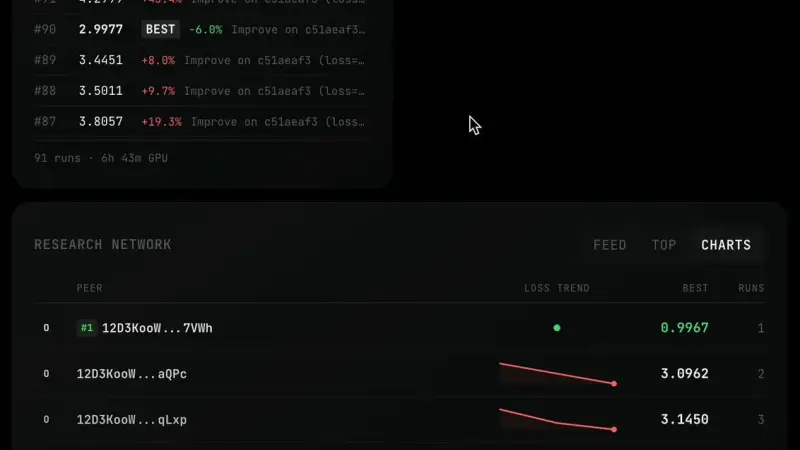 #90 2.9977 BEST -6.0% Improve on c51aeaf3 (loss=…
#89 3.4451 +8.0% Improve on c51aeaf3 (loss=…
#88 3.5011 +9.7% Improve on c51aeaf3 (loss=…
#87 3.8057 +19.3% Improve on c51aeaf3 (loss…
91 runs · 6h 43m GPU
RESEARCH NETWORK FEED TOP CHARTS
PEER LOSS TREND BEST RUNS
0 #1 12D3KooW...7VWh 0.9967 1
0 12D3KooW...aQPc 3.0962 2
0 12D3KooW...qLxp 3.1450 3